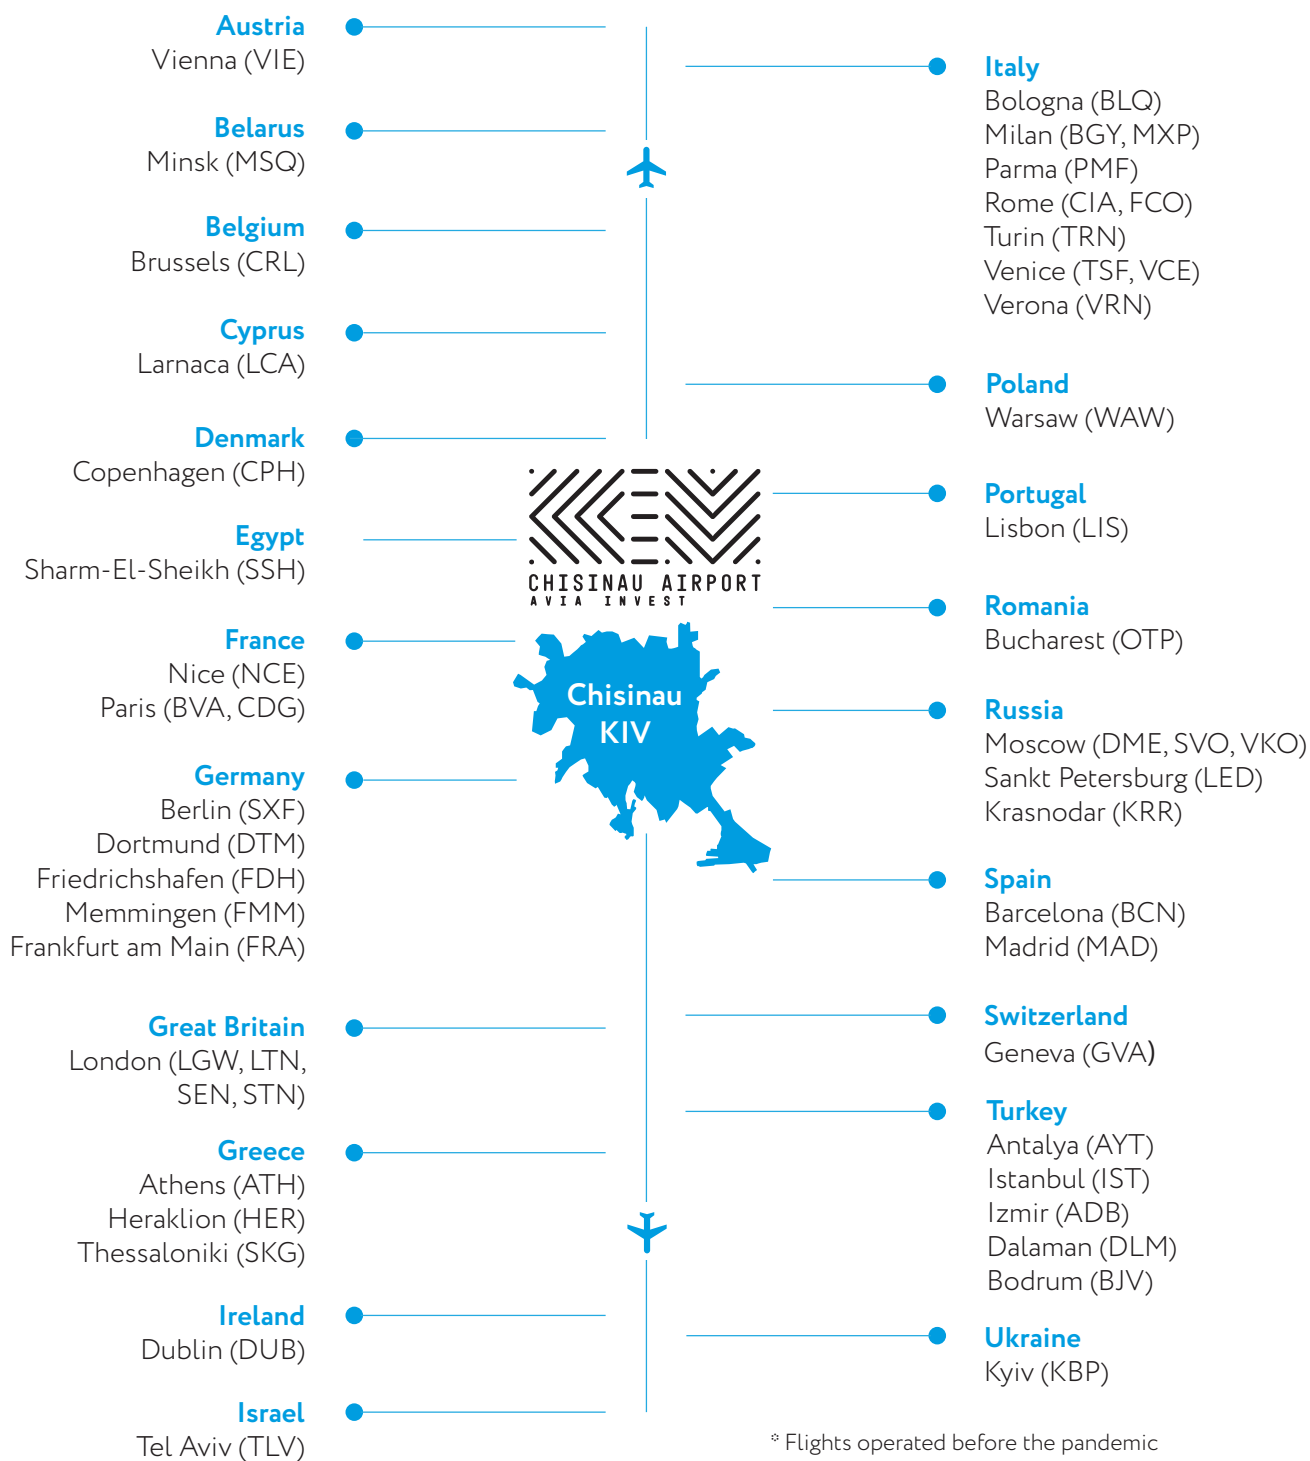 Austria
Vienna (VIE)
Belarus
Minsk (MSQ)
Belgium
Brussels (CRL)
Cyprus
Larnaca (LCA)
Denmark
Copenhagen (CPH)
Egypt
Sharm-El-Sheikh (SSH)
France
Nice (NCE)
Paris (BVA, CDG)
Germany
Berlin (SXF)
Dortmund (DTM)
Friedrichshafen (FDH)
Memmingen (FMM)
Frankfurt am Main (FRA)
Great Britain
London (LGW, LTN,
SEN, STN)
Greece
Athens (ATH)
Heraklion (HER)
Thessaloniki (SKG)
Ireland
Dublin (DUB)
Israel
Tel Aviv (TLV)
CHISINAU AIRPORT
AVIA INVEST
Chisinau
KIV
Italy
Bologna (BLQ)
Milan (BGY, MXP)
Parma (PMF)
Rome (CIA, FCO)
Turin (TRN)
Venice (TSF, VCE)
Verona (VRN)
Poland
Warsaw (WAW)
Portugal
Lisbon (LIS)
Romania
Bucharest (OTP)
Russia
Moscow (DME, SVO, VKO)
Sankt Petersburg (LED)
Krasnodar (KRR)
Spain
Barcelona (BCN)
Madrid (MAD)
Switzerland
Geneva (GVA)
Turkey
Antalya (AYT)
Istanbul (IST)
Izmir (ADB)
Dalaman (DLM)
Bodrum (BJV)
Ukraine
Kyiv (KBP)
* Flights operated before the pandemic